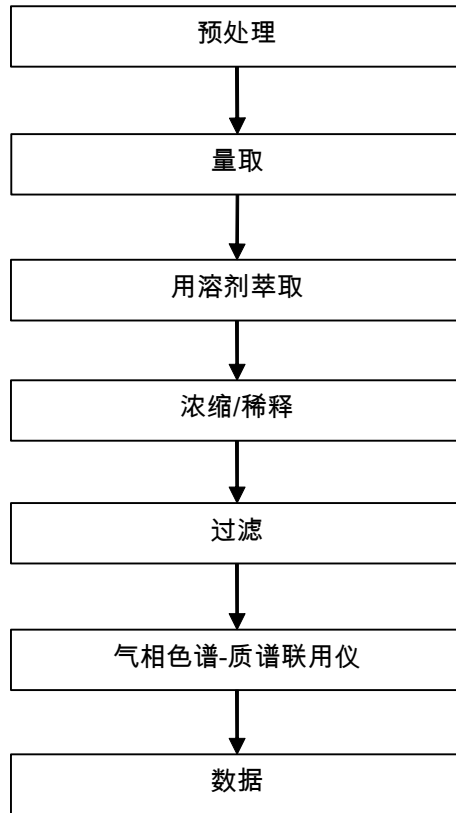 预处理
量取
用溶剂萃取
浓缩/稀释
过滤
气相色谱-质谱联用仪
数据